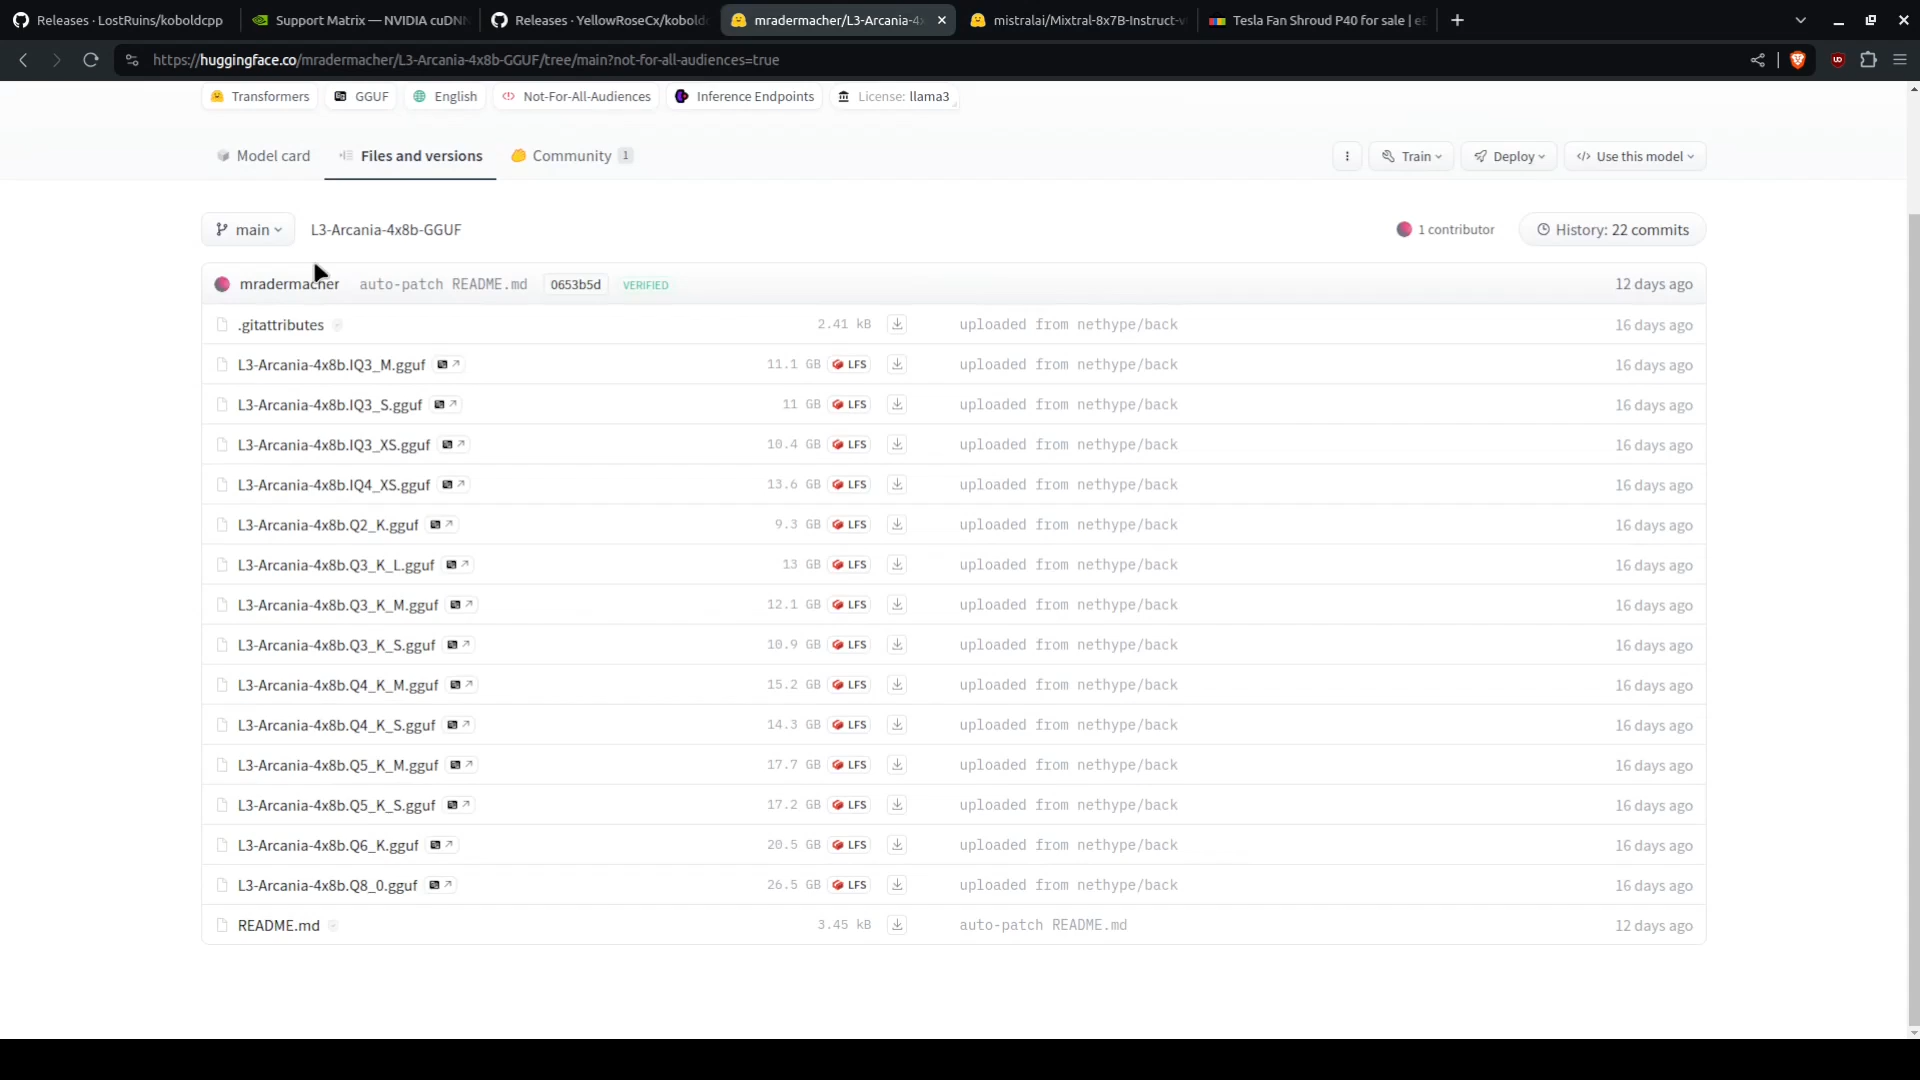 Releases · LostRuins/koboldcpp
Support Matrix — NVIDIA cuDNN
Releases · YellowRoseCx/kobold
mradermacher/L3-Arcania-4x
mistralai/Mixtral-8x7B-Instruct-v
Tesla Fan Shroud P40 for sale | e
https://huggingface.co/mradermacher/L3-Arcania-4x8b-GGUF/tree/main?not-for-all-audiences=true
Transformers GGUF English Not-For-All-Audiences Inference Endpoints License: llama3
Model card Files and versions Community 1 Train Deploy Use this model
main L3-Arcania-4x8b-GGUF 1 contributor History: 22 commits
mradermacher auto-patch README.md 0653b5d VERIFIED 12 days ago
.gitattributes 2.41 kB uploaded from nethype/back 16 days ago
L3-Arcania-4x8b.IQ3_M.gguf 11.1 GB LFS uploaded from nethype/back 16 days ago
L3-Arcania-4x8b.IQ3_S.gguf 11 GB LFS uploaded from nethype/back 16 days ago
L3-Arcania-4x8b.IQ3_XS.gguf 10.4 GB LFS uploaded from nethype/back 16 days ago
L3-Arcania-4x8b.IQ4_XS.gguf 13.6 GB LFS uploaded from nethype/back 16 days ago
L3-Arcania-4x8b.Q2_K.gguf 9.3 GB LFS uploaded from nethype/back 16 days ago
L3-Arcania-4x8b.Q3_K_L.gguf 13 GB LFS uploaded from nethype/back 16 days ago
L3-Arcania-4x8b.Q3_K_M.gguf 12.1 GB LFS uploaded from nethype/back 16 days ago
L3-Arcania-4x8b.Q3_K_S.gguf 10.9 GB LFS uploaded from nethype/back 16 days ago
L3-Arcania-4x8b.Q4_K_M.gguf 15.2 GB LFS uploaded from nethype/back 16 days ago
L3-Arcania-4x8b.Q4_K_S.gguf 14.3 GB LFS uploaded from nethype/back 16 days ago
L3-Arcania-4x8b.Q5_K_M.gguf 17.7 GB LFS uploaded from nethype/back 16 days ago
L3-Arcania-4x8b.Q5_K_S.gguf 17.2 GB LFS uploaded from nethype/back 16 days ago
L3-Arcania-4x8b.Q6_K.gguf 20.5 GB LFS uploaded from nethype/back 16 days ago
L3-Arcania-4x8b.Q8_0.gguf 26.5 GB LFS uploaded from nethype/back 16 days ago
README.md 3.45 kB auto-patch README.md 12 days ago